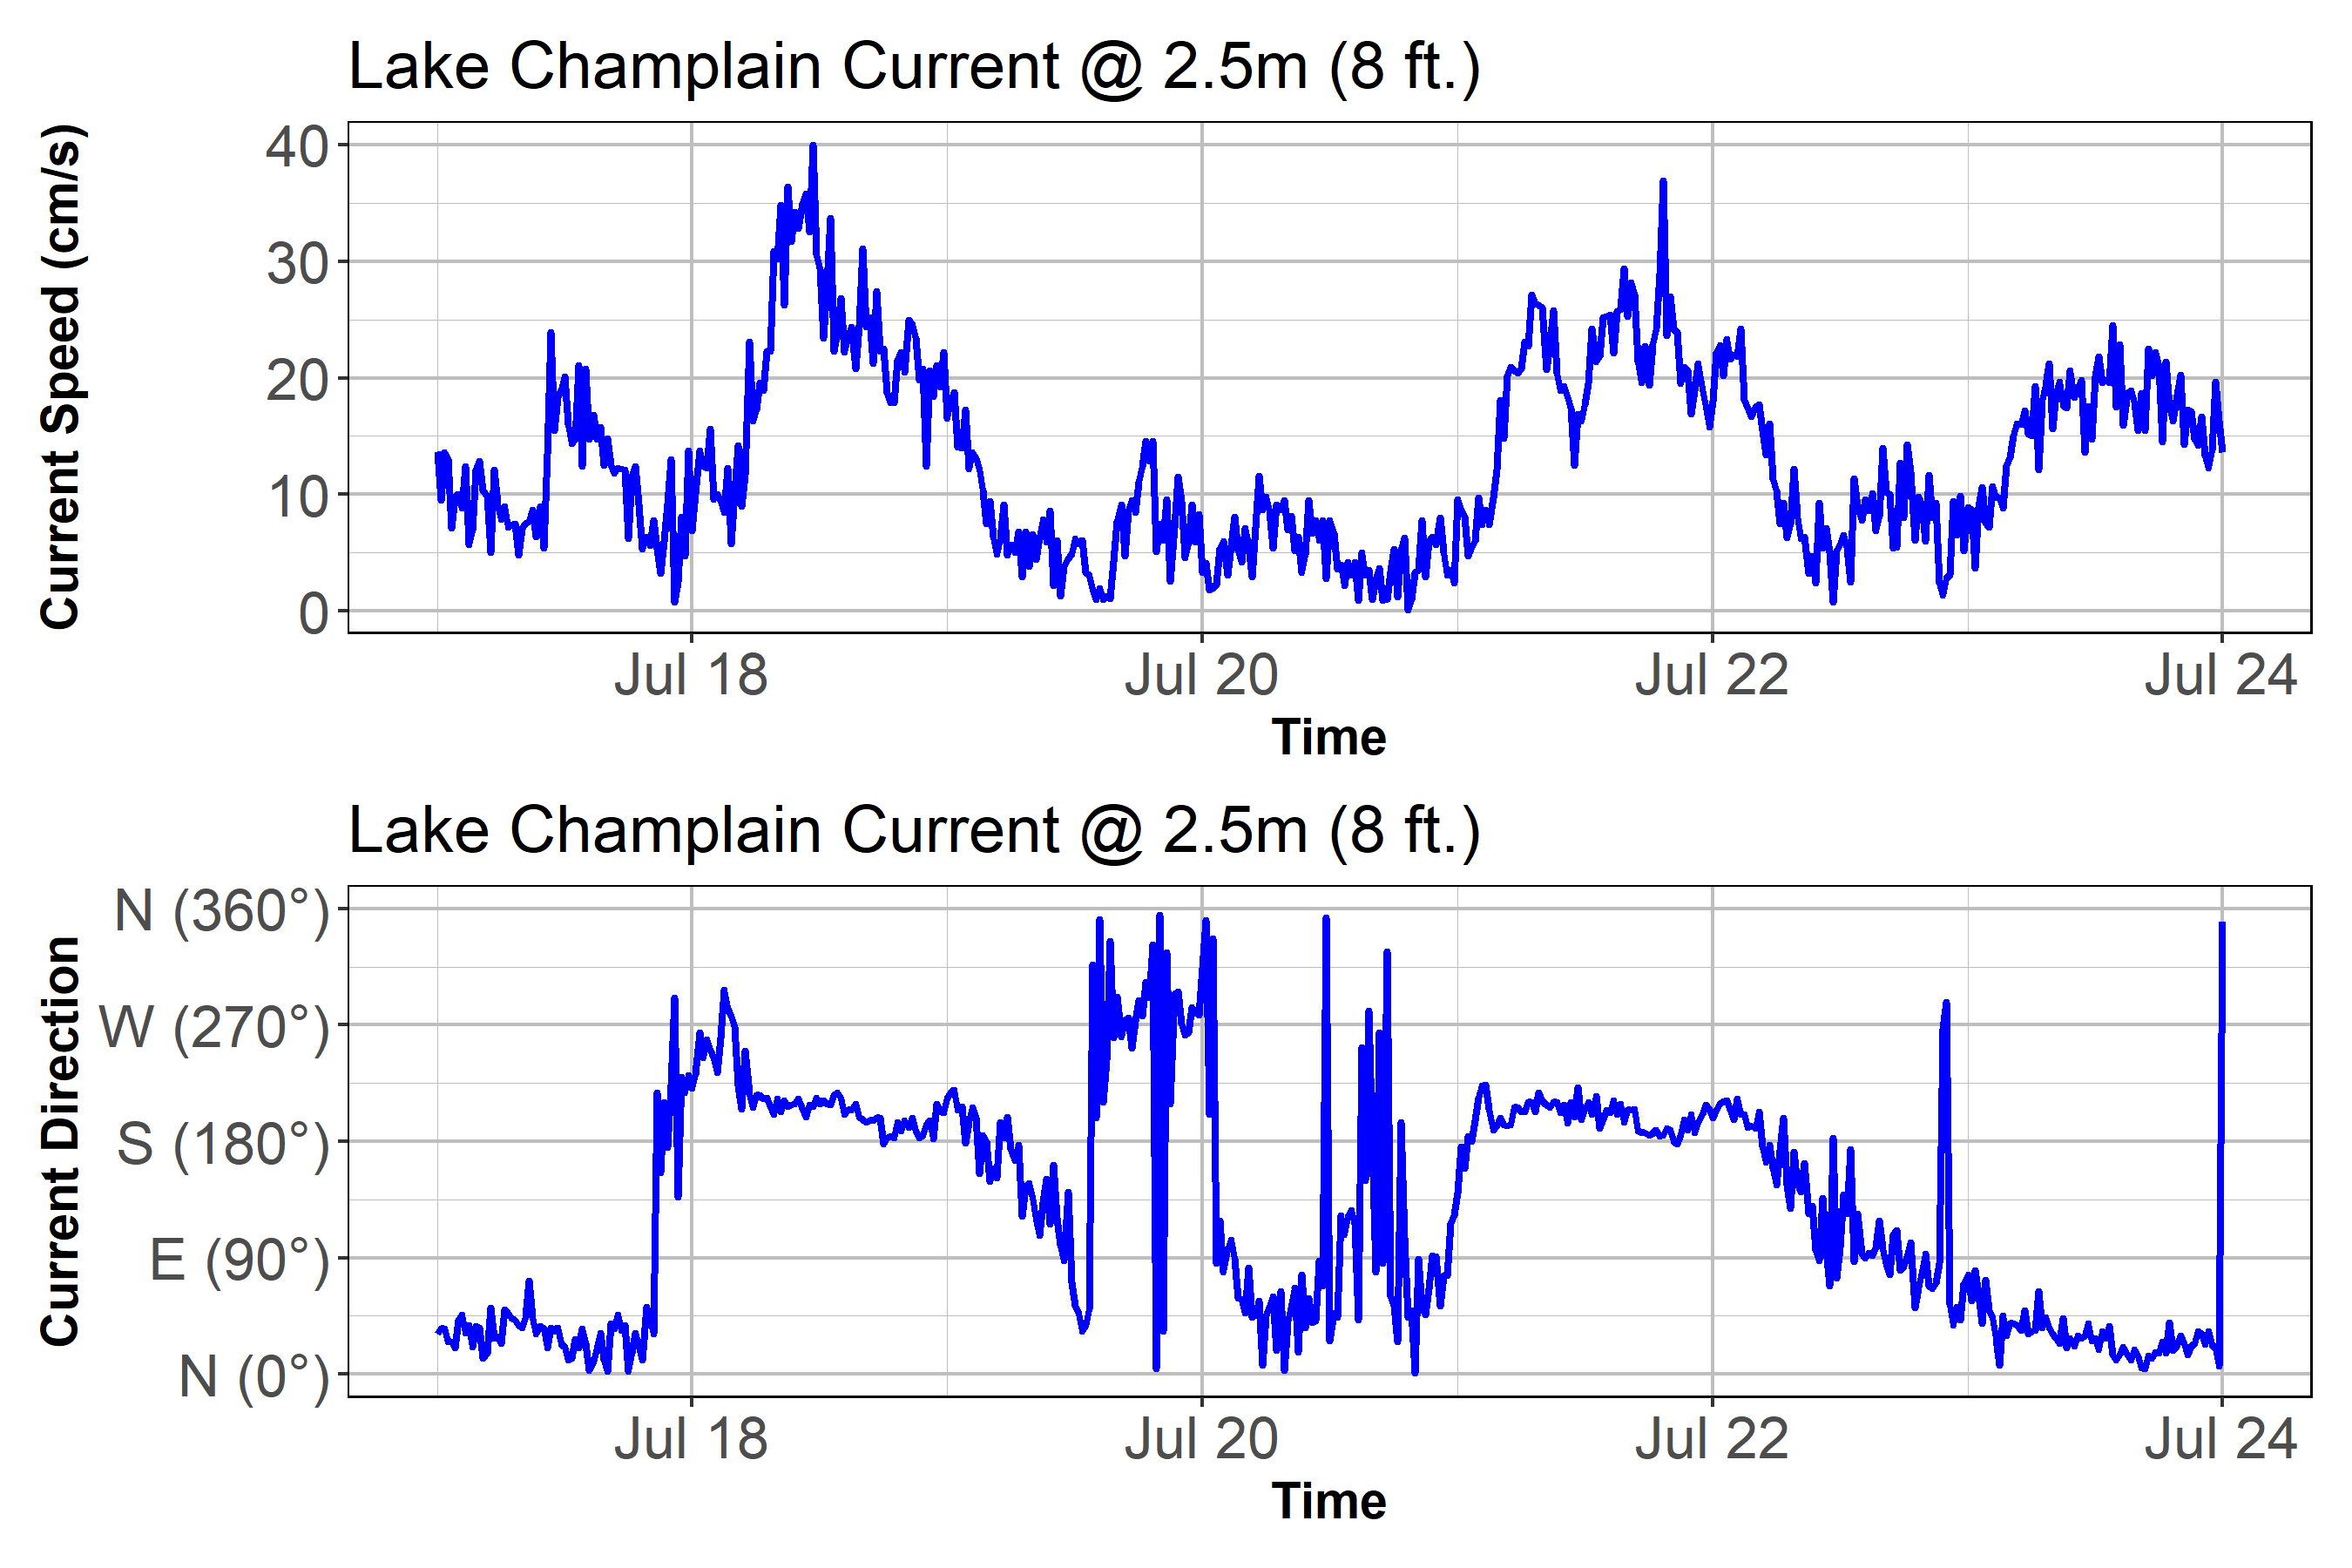 Lake Champlain Current @ 2.5m (8 ft.)
Current Speed (cm/s)
40
30
20
10
0
Jul 18 Jul 20 Jul 22 Jul 24
Time
Lake Champlain Current @ 2.5m (8 ft.)
Current Direction
N (360°)
W (270°)
S (180°)
E (90°)
N (0°)
Jul 18 Jul 20 Jul 22 Jul 24
Time